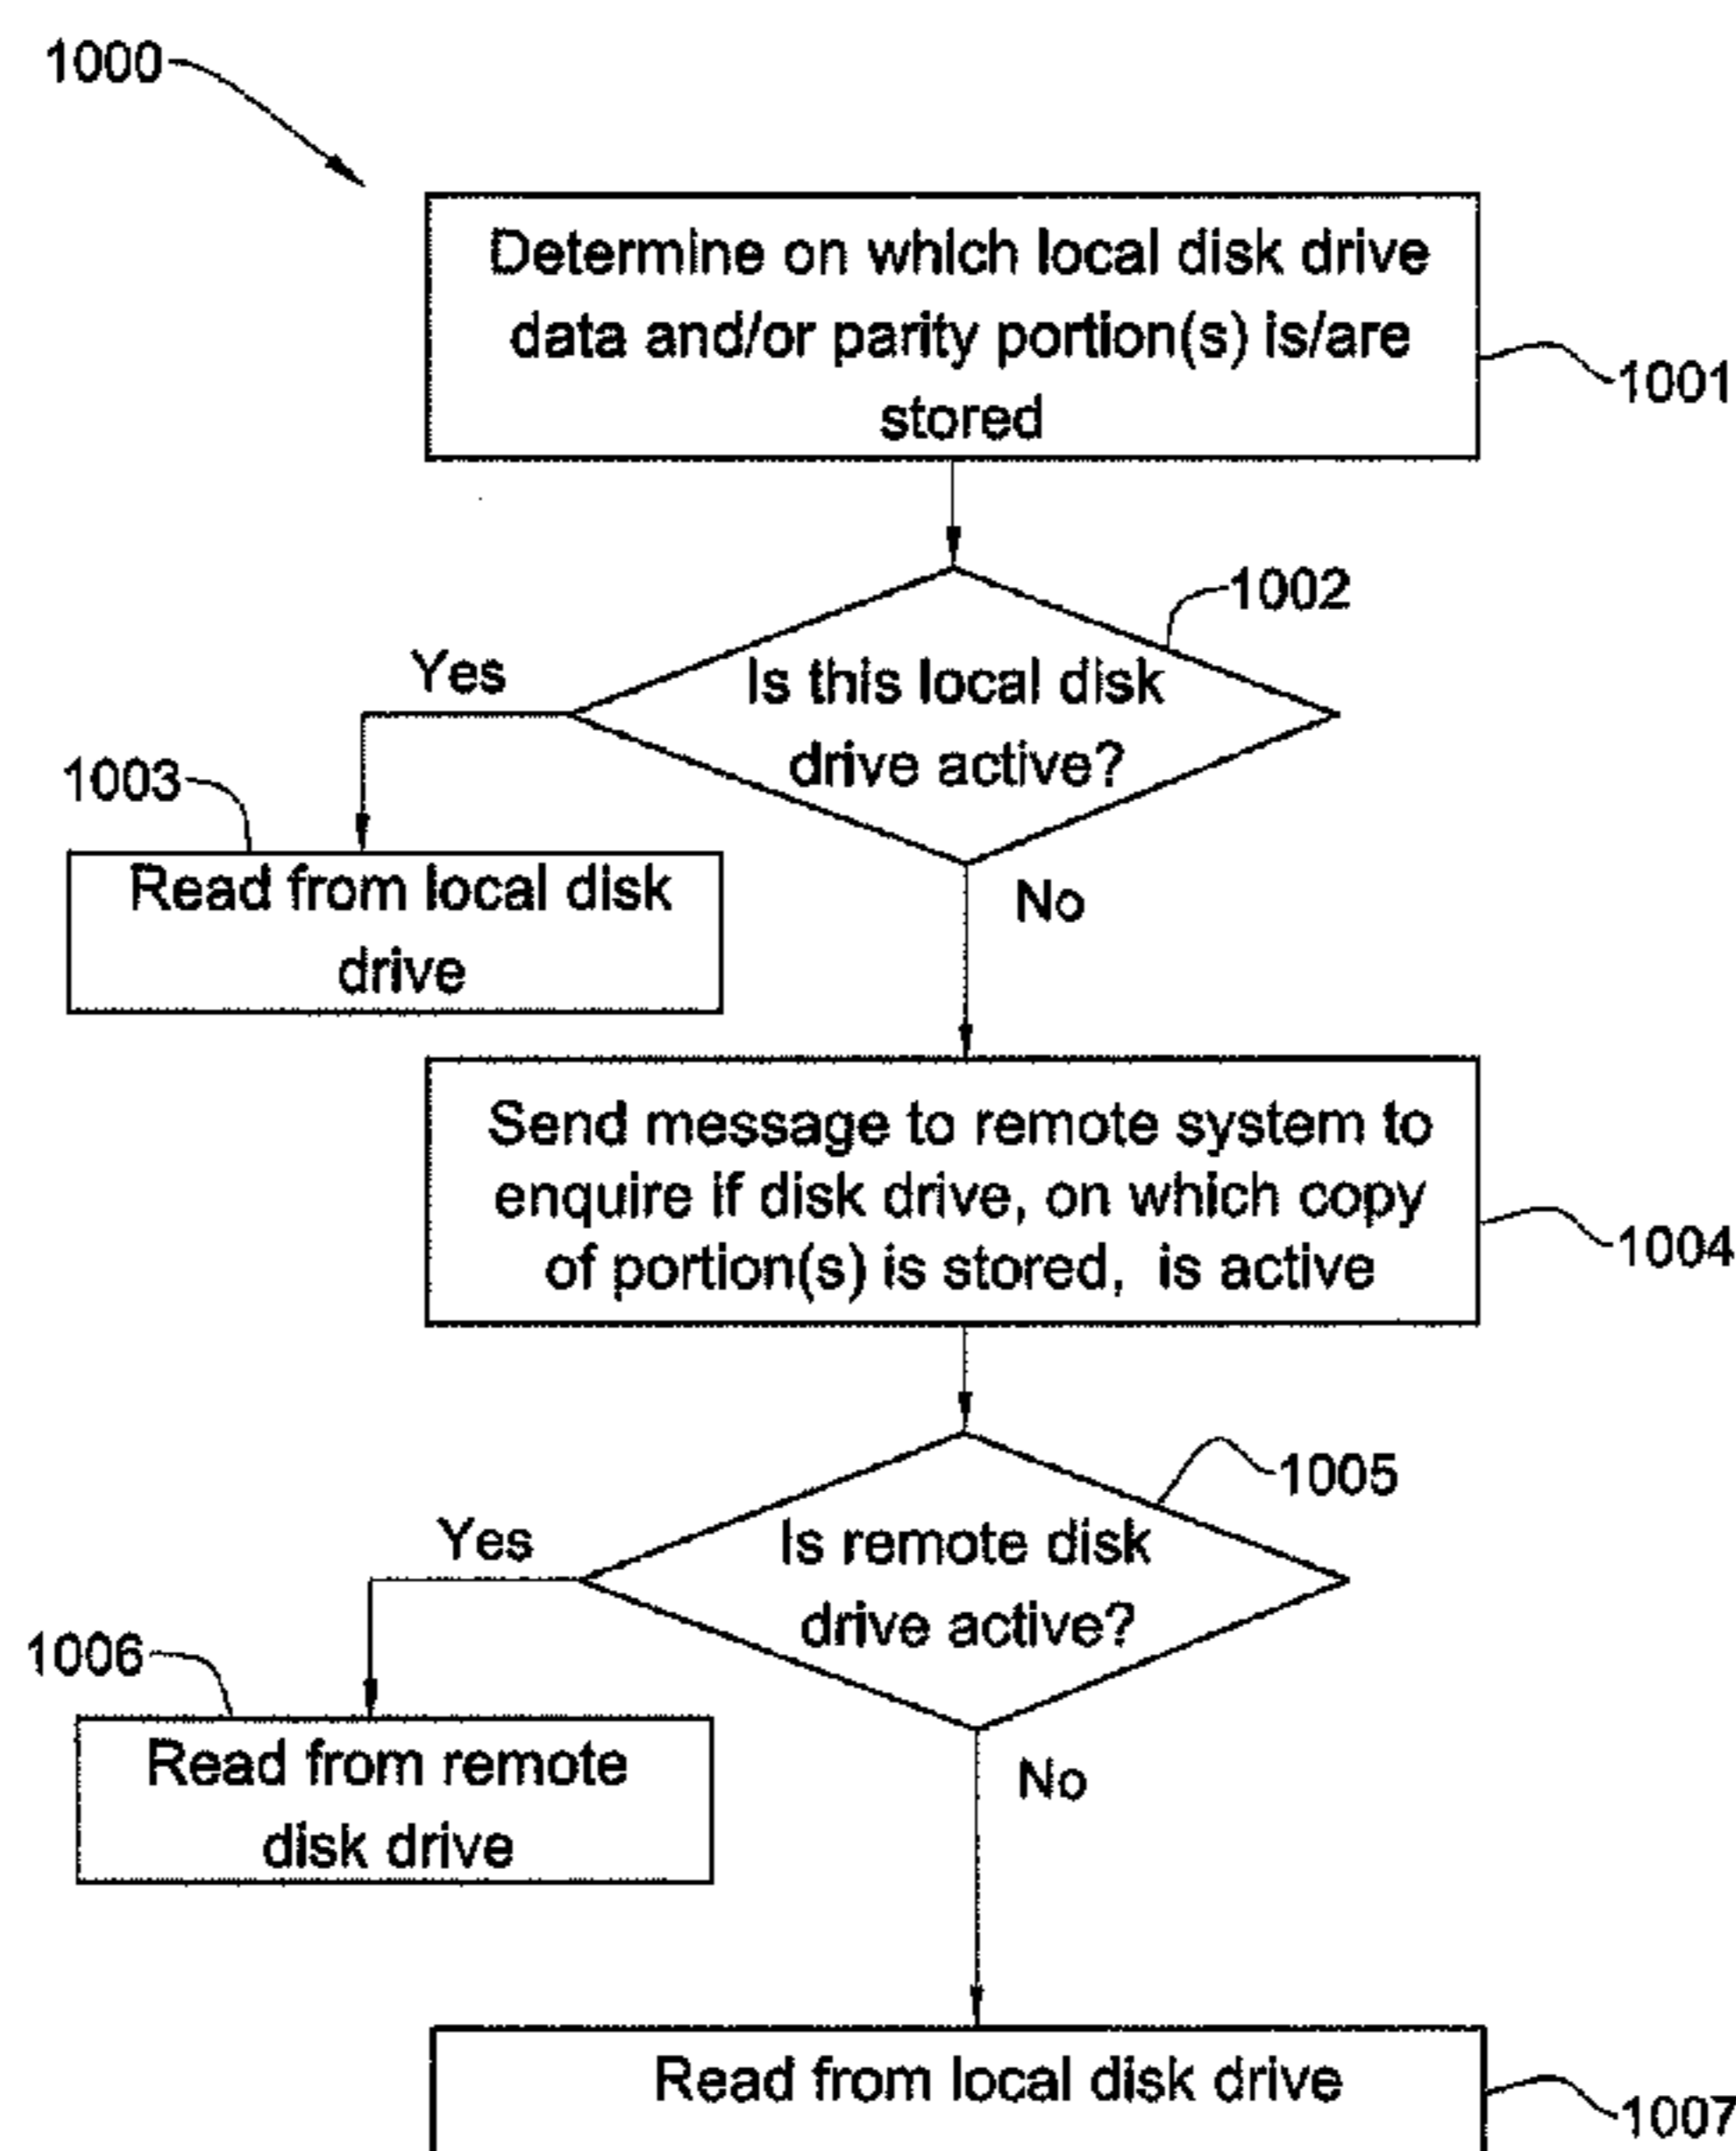 1000
Determine on which local disk drive
data and/or parity portion(s) is/are
stored
1001
1002
Is this local disk
drive active?
Yes
No
1003
Read from local disk
drive
Send message to remote system to
enquire if disk drive, on which copy
of portion(s) is stored, is active
1004
1005
Is remote disk
drive active?
Yes
No
1006
Read from remote
disk drive
Read from local disk drive
1007